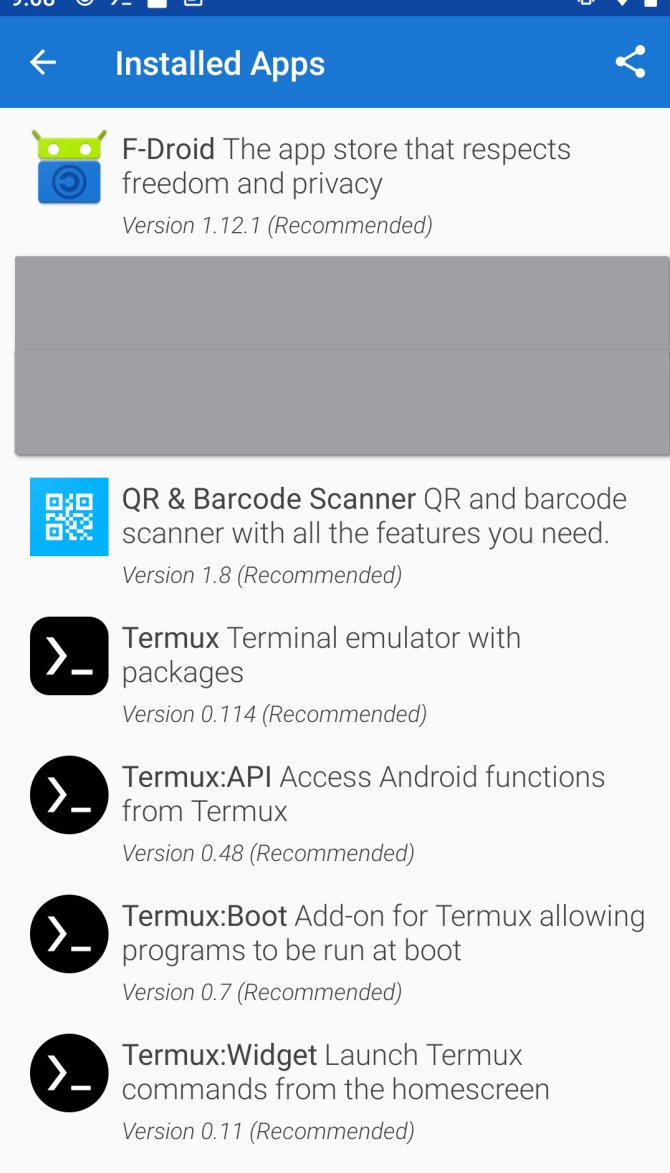 Installed Apps
F-Droid The app store that respects
freedom and privacy
Version 1.12.1 (Recommended)
QR & Barcode Scanner QR and barcode
scanner with all the features you need.
Version 1.8 (Recommended)
Termux Terminal emulator with
packages
Version 0.114 (Recommended)
Termux:API Access Android functions
from Termux
Version 0.48 (Recommended)
Termux:Boot Add-on for Termux allowing
programs to be run at boot
Version 0.7 (Recommended)
Termux:Widget Launch Termux
commands from the homescreen
Version 0.11 (Recommended)